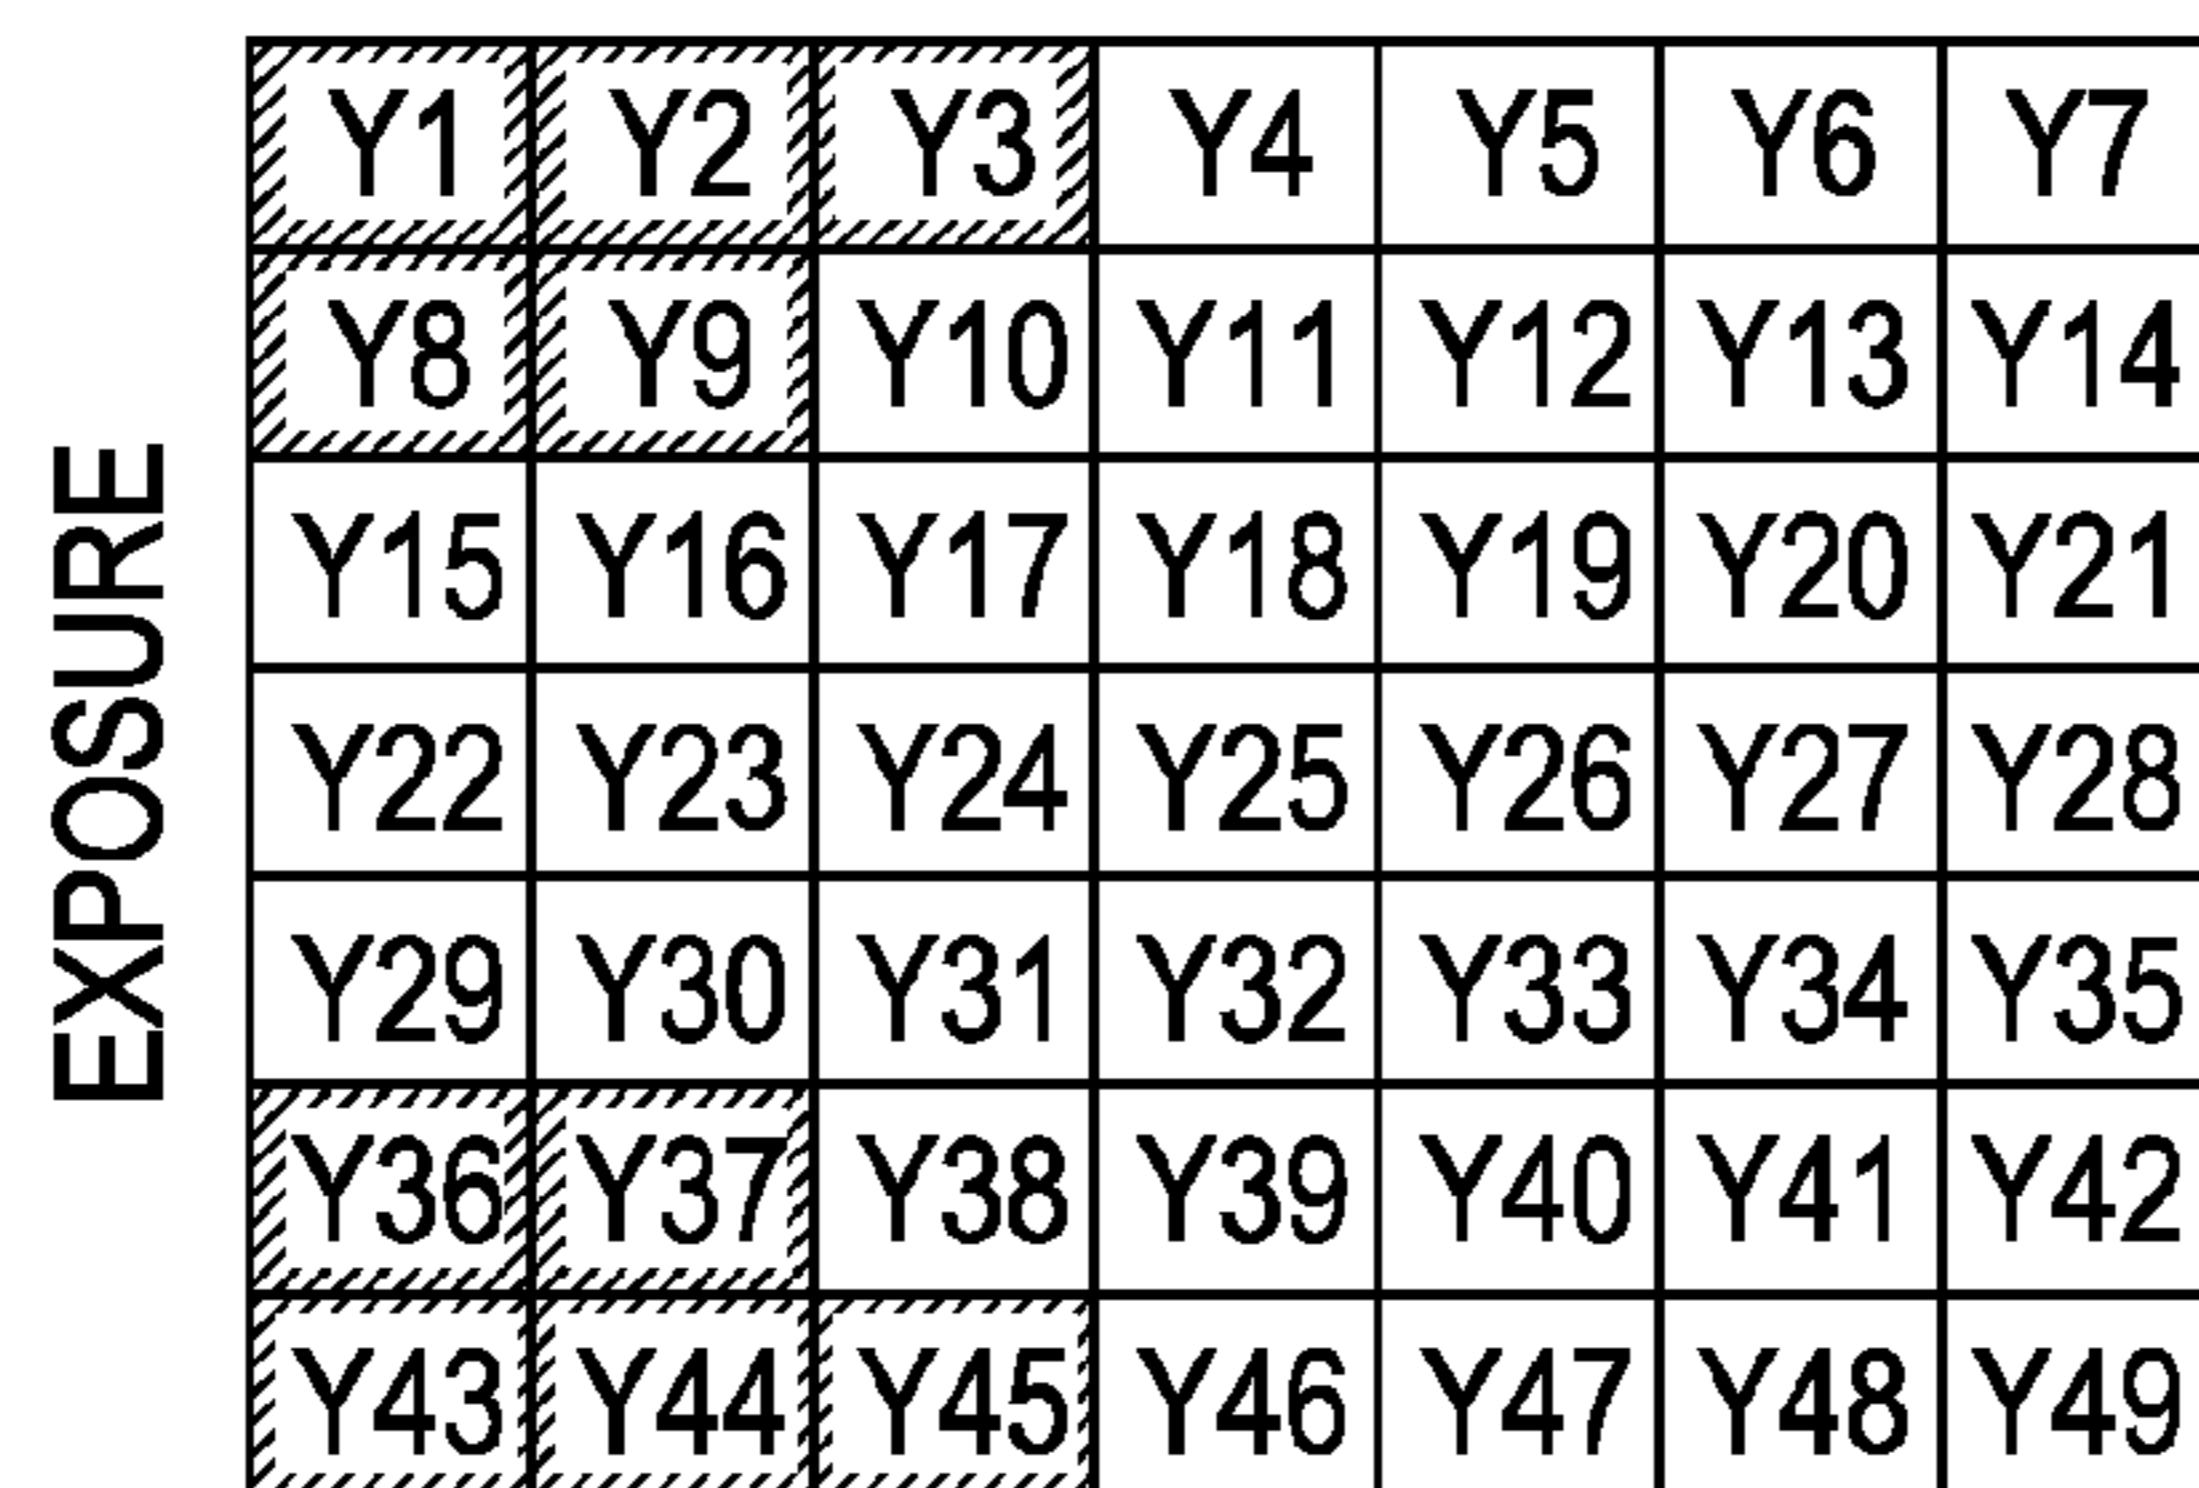 EXPOSURE
Y1 Y2 Y3 Y4 Y5 Y6 Y7
Y8 Y9 Y10 Y11 Y12 Y13 Y14
Y15 Y16 Y17 Y18 Y19 Y20 Y21
Y22 Y23 Y24 Y25 Y26 Y27 Y28
Y29 Y30 Y31 Y32 Y33 Y34 Y35
Y36 Y37 Y38 Y39 Y40 Y41 Y42
Y43 Y44 Y45 Y46 Y47 Y48 Y49